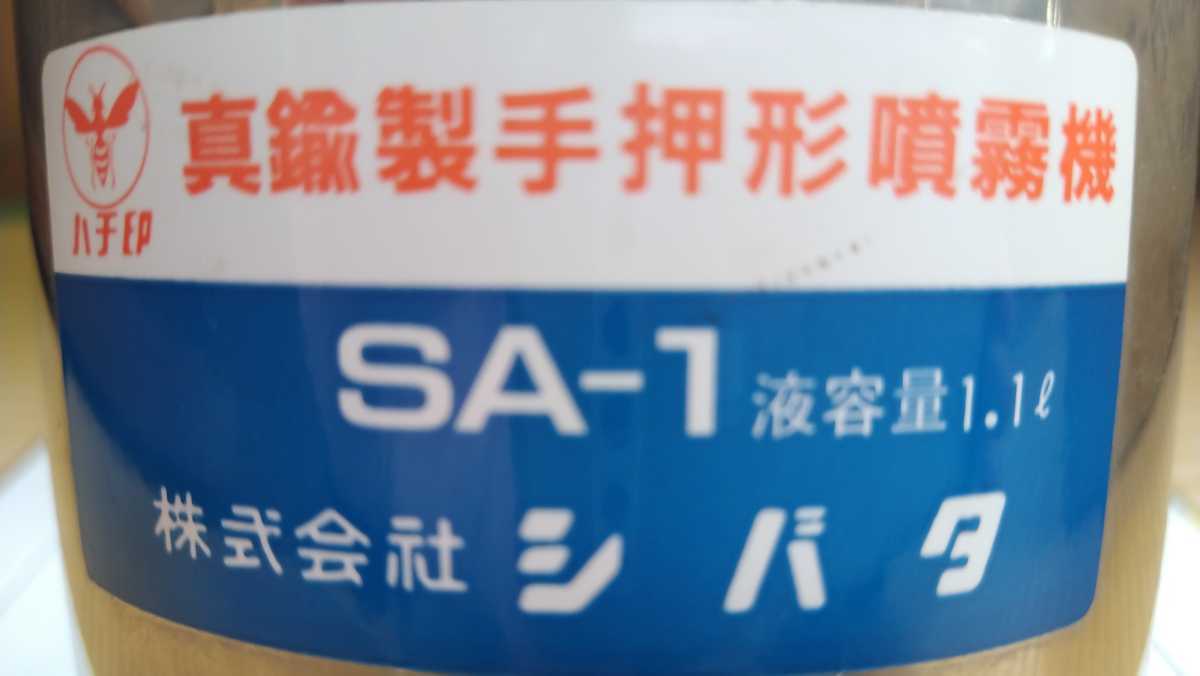 真鍮製手押形噴霧機
ハチ印
SA-1 液容量1.1ℓ
株式会社シバタ